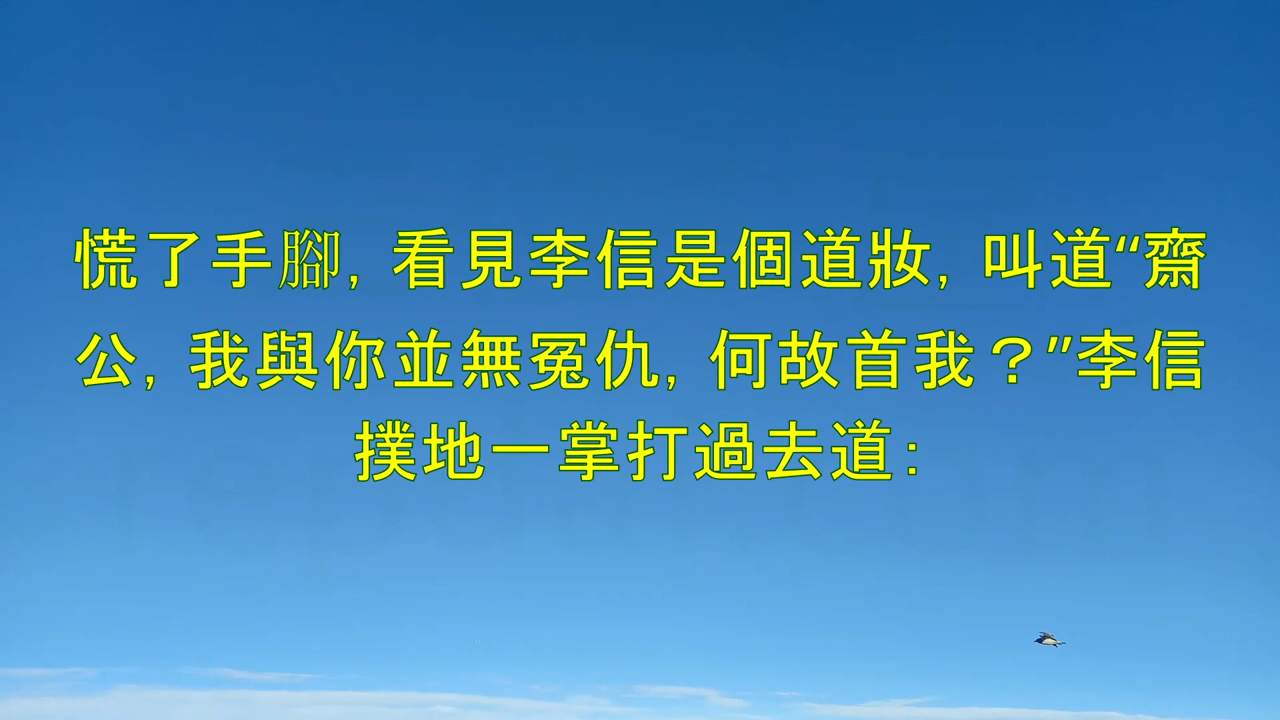 慌了手腳, 看見李信是個道妝, 叫道“齋
公, 我與你並無冤仇, 何故首我？”李信
撲地一掌打過去道: